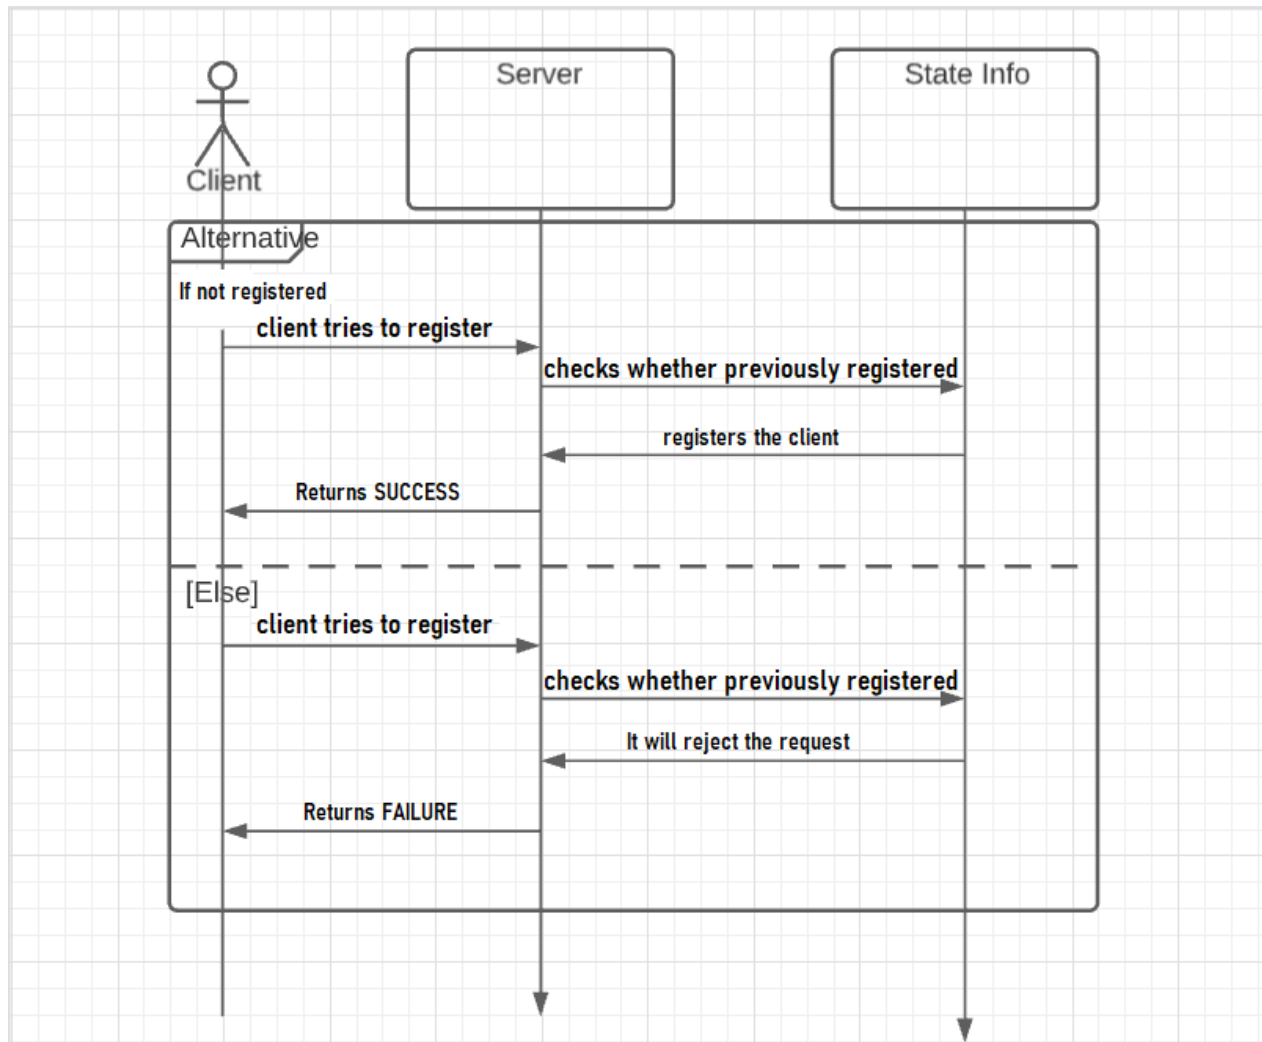 Client
Server
State Info
Alternative
If not registered
client tries to register
checks whether previously registered
registers the client
Returns SUCCESS
[Else]
client tries to register
checks whether previously registered
It will reject the request
Returns FAILURE